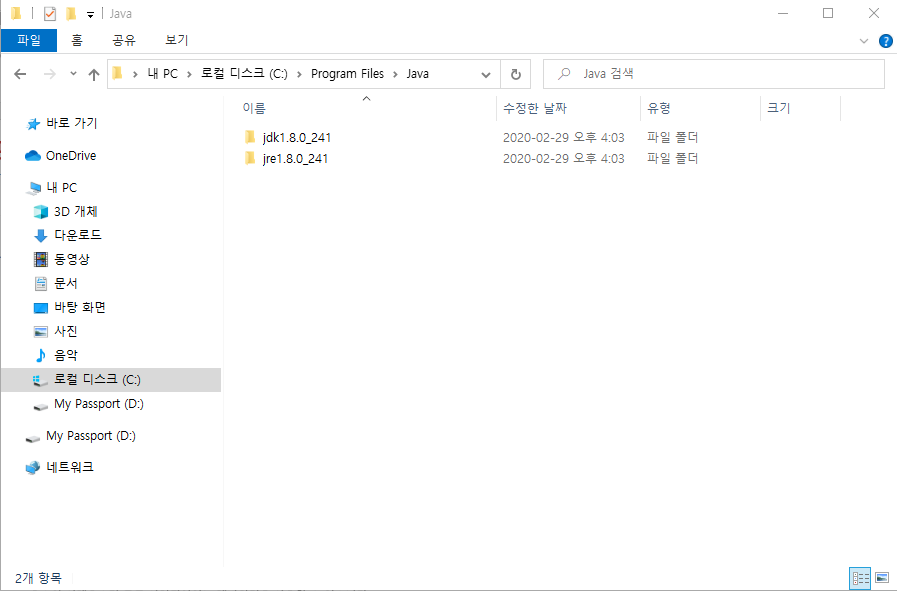 Java
파일 홈 공유 보기
내 PC › 로컬 디스크 (C:) › Program Files › Java
Java 검색
이름 수정한 날짜 유형 크기
jdk1.8.0_241 2020-02-29 오후 4:03 파일 폴더
jre1.8.0_241 2020-02-29 오후 4:03 파일 폴더
바로 가기
OneDrive
내 PC
3D 개체
다운로드
동영상
문서
바탕 화면
사진
음악
로컬 디스크 (C:)
My Passport (D:)
My Passport (D:)
네트워크
2개 항목